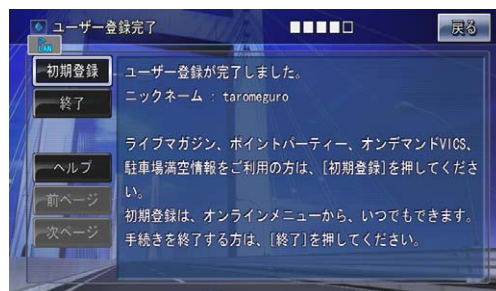 ユーザー登録完了
戻る
LAN
初期登録
終了
ヘルプ
前ページ
次ページ
ユーザー登録が完了しました。
ニックネーム : taromeguro
ライブマガジン、ポイントパーティー、オンデマンドVICS、
駐車場満空情報をご利用の方は、[初期登録]を押してくださ
い。
初期登録は、オンラインメニューから、いつでもできます。
手続きを終了する方は、[終了]を押してください。